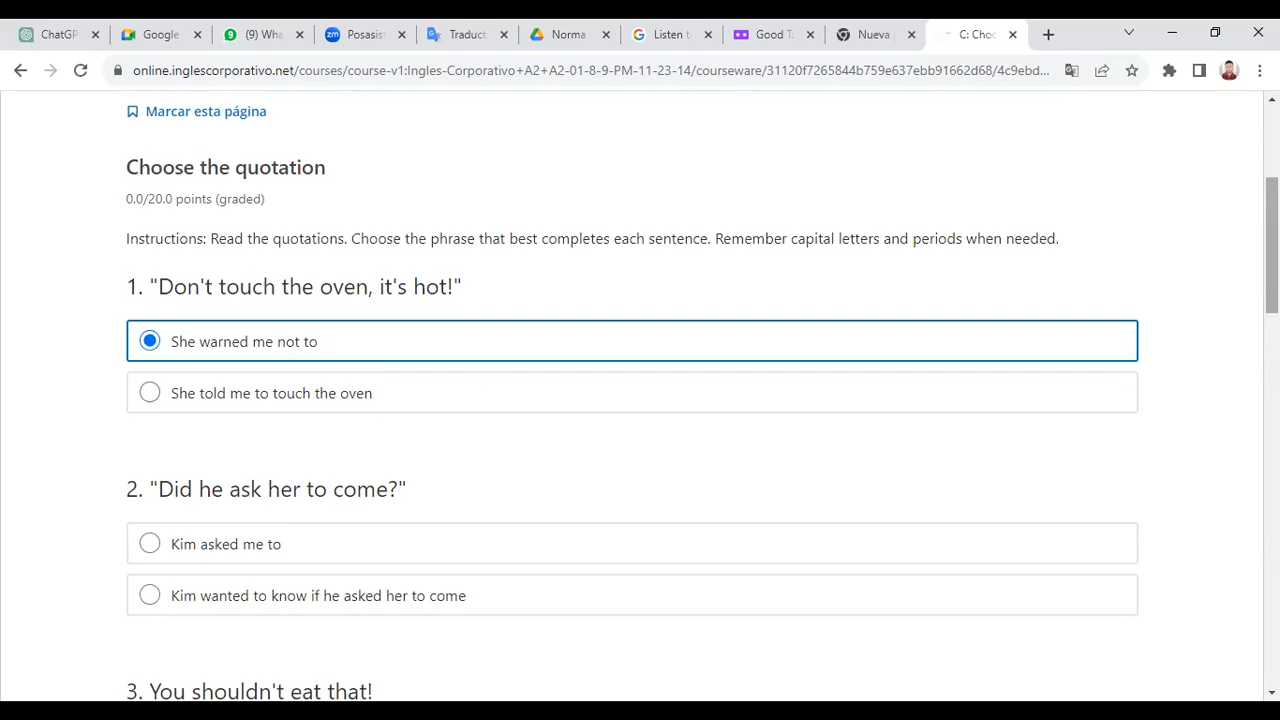 ChatGP
Google
(9) Wha
Posasis
Traduct
Norma
Listen t
Good T
Nueva
C: Choc
online.inglescorporativo.net/courses/course-v1:Ingles-Corporativo+A2+A2-01-8-9-PM-11-23-14/courseware/31120f7265844b759e637ebb91662d68/4c9ebd...
Marcar esta página
Choose the quotation
0.0/20.0 points (graded)
Instructions: Read the quotations. Choose the phrase that best completes each sentence. Remember capital letters and periods when needed.
1. "Don't touch the oven, it's hot!"
She warned me not to
She told me to touch the oven
2. "Did he ask her to come?"
Kim asked me to
Kim wanted to know if he asked her to come
3. You shouldn't eat that!